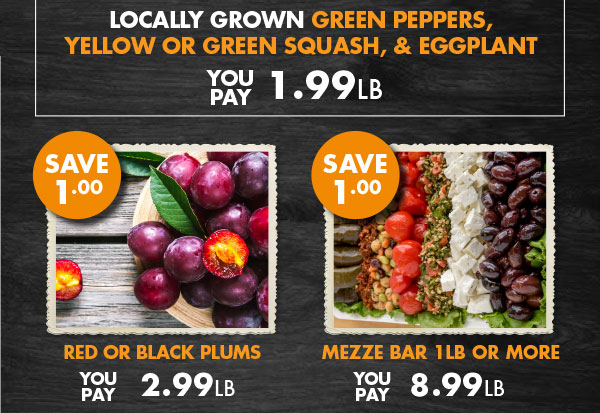 LOCALLY GROWN GREEN PEPPERS,
YELLOW OR GREEN SQUASH, & EGGPLANT
YOU PAY 1.99LB
SAVE
1.00
RED OR BLACK PLUMS
YOU PAY 2.99LB
SAVE
1.00
MEZZE BAR 1LB OR MORE
YOU PAY 8.99LB